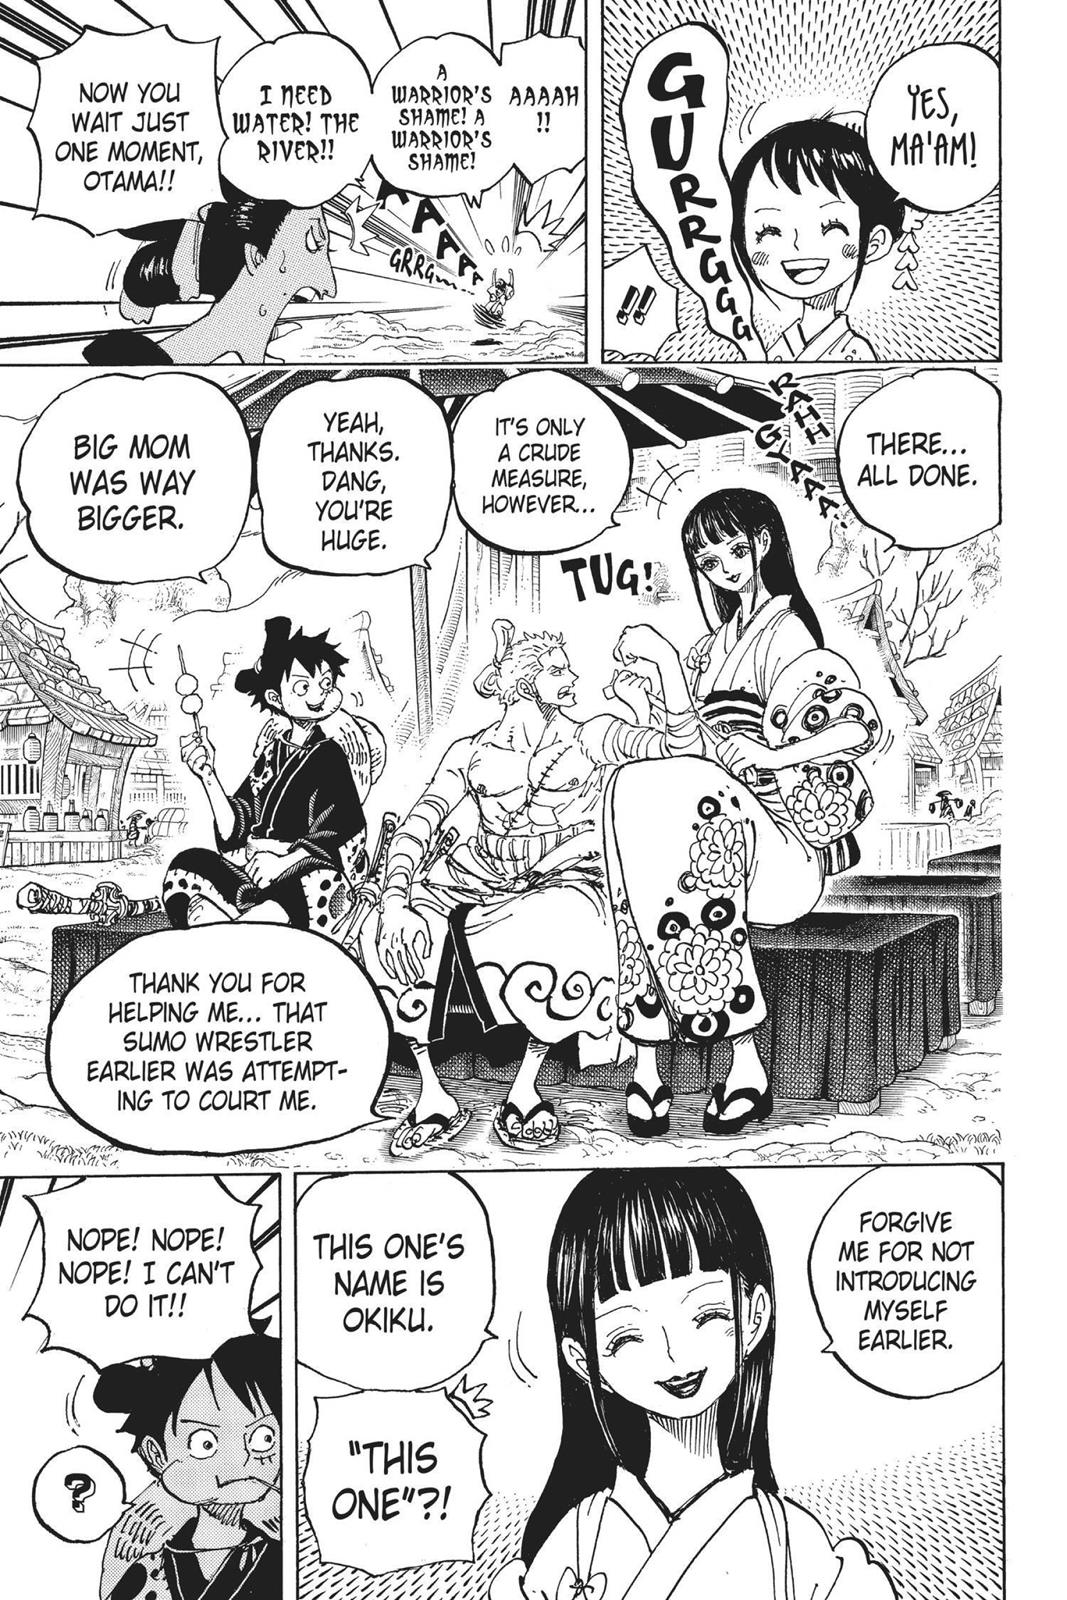 YES,
MA'AM!
GURRGGG
!!
AAAAH
!!
A
WARRIOR'S
SHAME! A
WARRIOR'S
SHAME!
I NEED
WATER! THE
RIVER!!
NOW YOU
WAIT JUST
ONE MOMENT,
OTAMA!!
GRRG...
THERE...
ALL DONE.
RAHH
GYAAA...
IT'S ONLY
A CRUDE
MEASURE,
HOWEVER...
TUG!
YEAH,
THANKS.
DANG,
YOU'RE
HUGE.
BIG MOM
WAS WAY
BIGGER.
THANK YOU FOR
HELPING ME... THAT
SUMO WRESTLER
EARLIER WAS ATTEMPT-
ING TO COURT ME.
FORGIVE
ME FOR NOT
INTRODUCING
MYSELF
EARLIER.
THIS ONE'S
NAME IS
OKIKU.
"THIS
ONE"?!
NOPE! NOPE!
NOPE! I CAN'T
DO IT!!
?